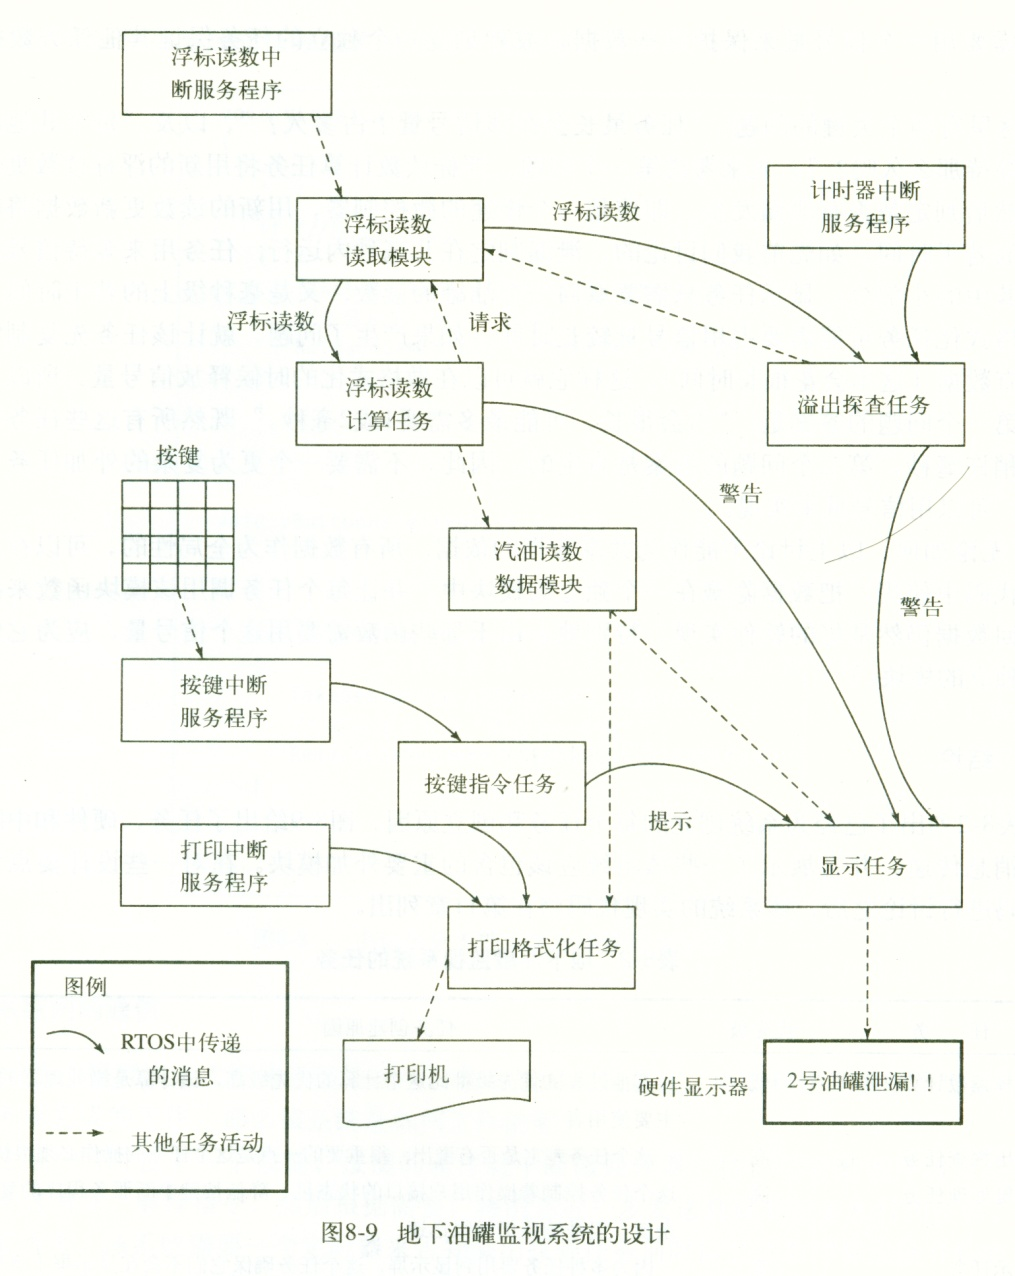 浮标读数中
断服务程序
计时器中断
服务程序
浮标读数
浮标读数
读取模块
浮标读数
请求
浮标读数
计算任务
溢出探查任务
按键
警告
汽油读数
数据模块
警告
按键中断
服务程序
按键指令任务
提示
打印中断
服务程序
显示任务
打印格式化任务
图例
RTOS中传递
的消息
打印机
硬件显示器
2号油罐泄漏!!
其他任务活动
图8-9 地下油罐监视系统的设计